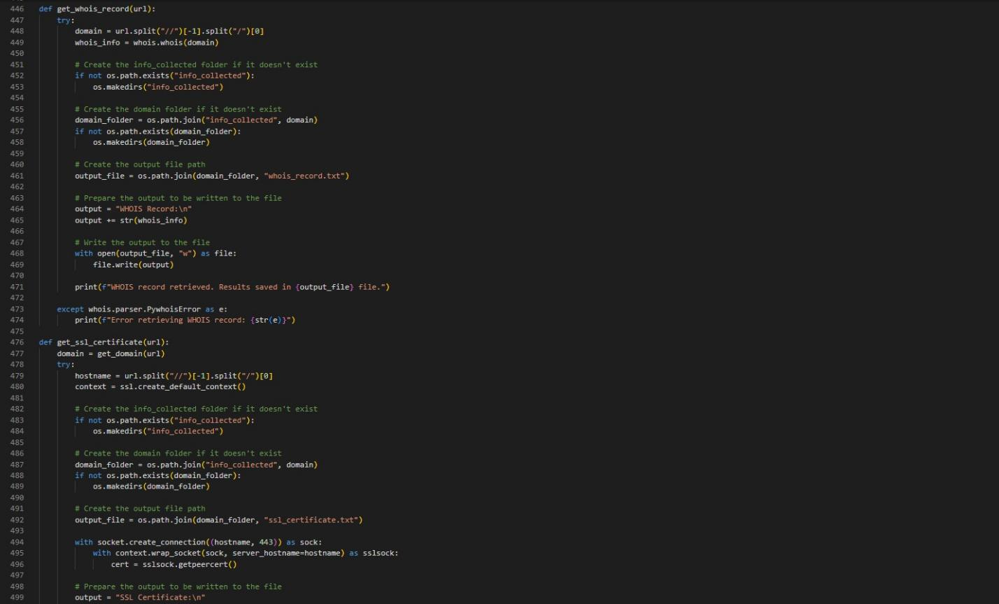 446 def get_whois_record(url):
447     try:
448         domain = url.split("//")[-1].split("/")[0]
449         whois_info = whois.whois(domain)
450
451         # Create the info_collected folder if it doesn't exist
452         if not os.path.exists("info_collected"):
453             os.makedirs("info_collected")
454
455         # Create the domain folder if it doesn't exist
456         domain_folder = os.path.join("info_collected", domain)
457         if not os.path.exists(domain_folder):
458             os.makedirs(domain_folder)
459
460         # Create the output file path
461         output_file = os.path.join(domain_folder, "whois_record.txt")
462
463         # Prepare the output to be written to the file
464         output = "WHOIS Record:\n"
465         output += str(whois_info)
466
467         # Write the output to the file
468         with open(output_file, "w") as file:
469             file.write(output)
470
471         print(f"WHOIS record retrieved. Results saved in {output_file} file.")
472
473     except whois.parser.PywhoisError as e:
474         print(f"Error retrieving WHOIS record: {str(e)}")
475
476 def get_ssl_certificate(url):
477     domain = get_domain(url)
478     try:
479         hostname = url.split("//")[-1].split("/")[0]
480         context = ssl.create_default_context()
481
482         # Create the info_collected folder if it doesn't exist
483         if not os.path.exists("info_collected"):
484             os.makedirs("info_collected")
485
486         # Create the domain folder if it doesn't exist
487         domain_folder = os.path.join("info_collected", domain)
488         if not os.path.exists(domain_folder):
489             os.makedirs(domain_folder)
490
491         # Create the output file path
492         output_file = os.path.join(domain_folder, "ssl_certificate.txt")
493
494         with socket.create_connection((hostname, 443)) as sock:
495             with context.wrap_socket(sock, server_hostname=hostname) as sslsock:
496                 cert = sslsock.getpeercert()
497
498         # Prepare the output to be written to the file
499         output = "SSL Certificate:\n"